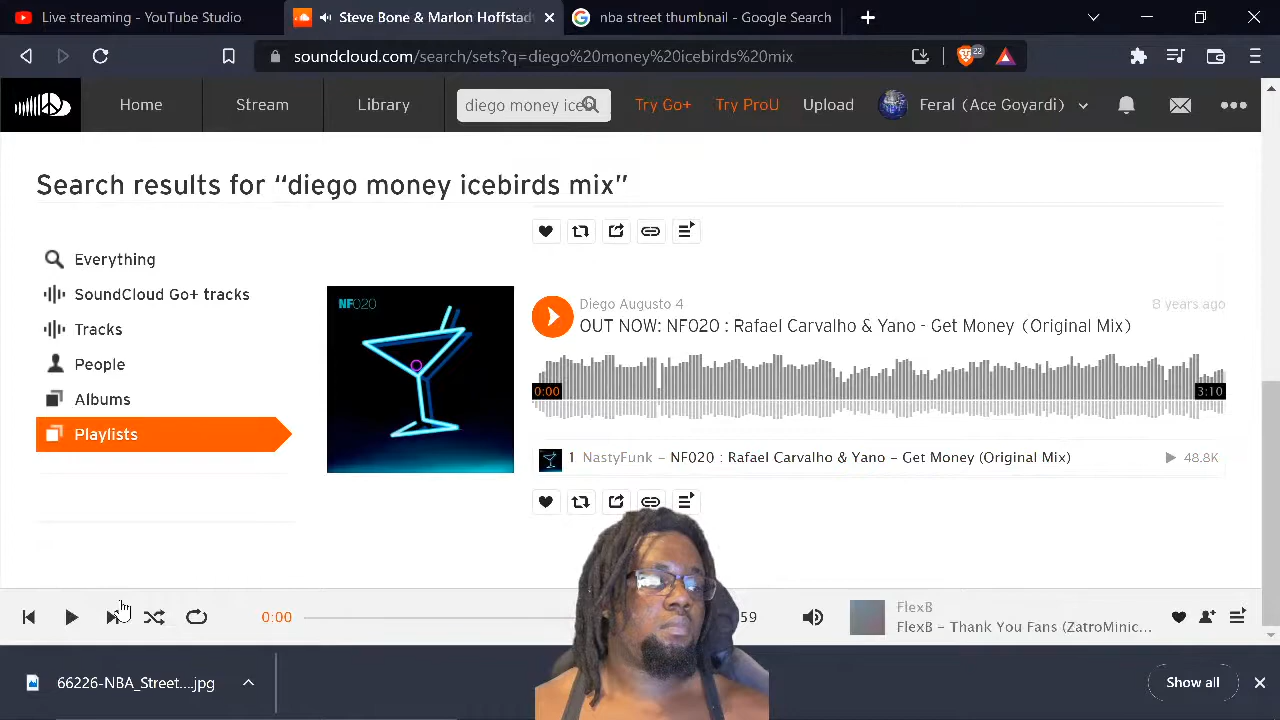 Live streaming - YouTube Studio
Steve Bone & Marlon Hoffstad
nba street thumbnail - Google Search
soundcloud.com/search/sets?q=diego%20money%20icebirds%20mix
22
Home
Stream
Library
diego money ice
Try Go+
Try ProU
Upload
Feral (Ace Goyardi)
Search results for “diego money icebirds mix”
Everything
SoundCloud Go+ tracks
Tracks
People
Albums
Playlists
NF020
Diego Augusto 4
8 years ago
OUT NOW: NF020 : Rafael Carvalho & Yano - Get Money (Original Mix)
0:00
3:10
1 NastyFunk – NF020 : Rafael Carvalho & Yano – Get Money (Original Mix)
48.8K
0:00
:59
FlexB
FlexB – Thank You Fans (ZatroMinic...
66226-NBA_Street....jpg
Show all